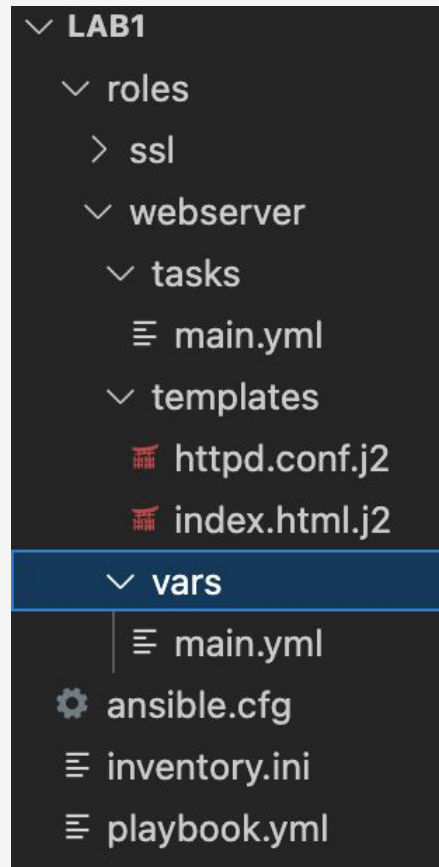 LAB1
roles
ssl
webserver
tasks
main.yml
templates
httpd.conf.j2
index.html.j2
vars
main.yml
ansible.cfg
inventory.ini
playbook.yml